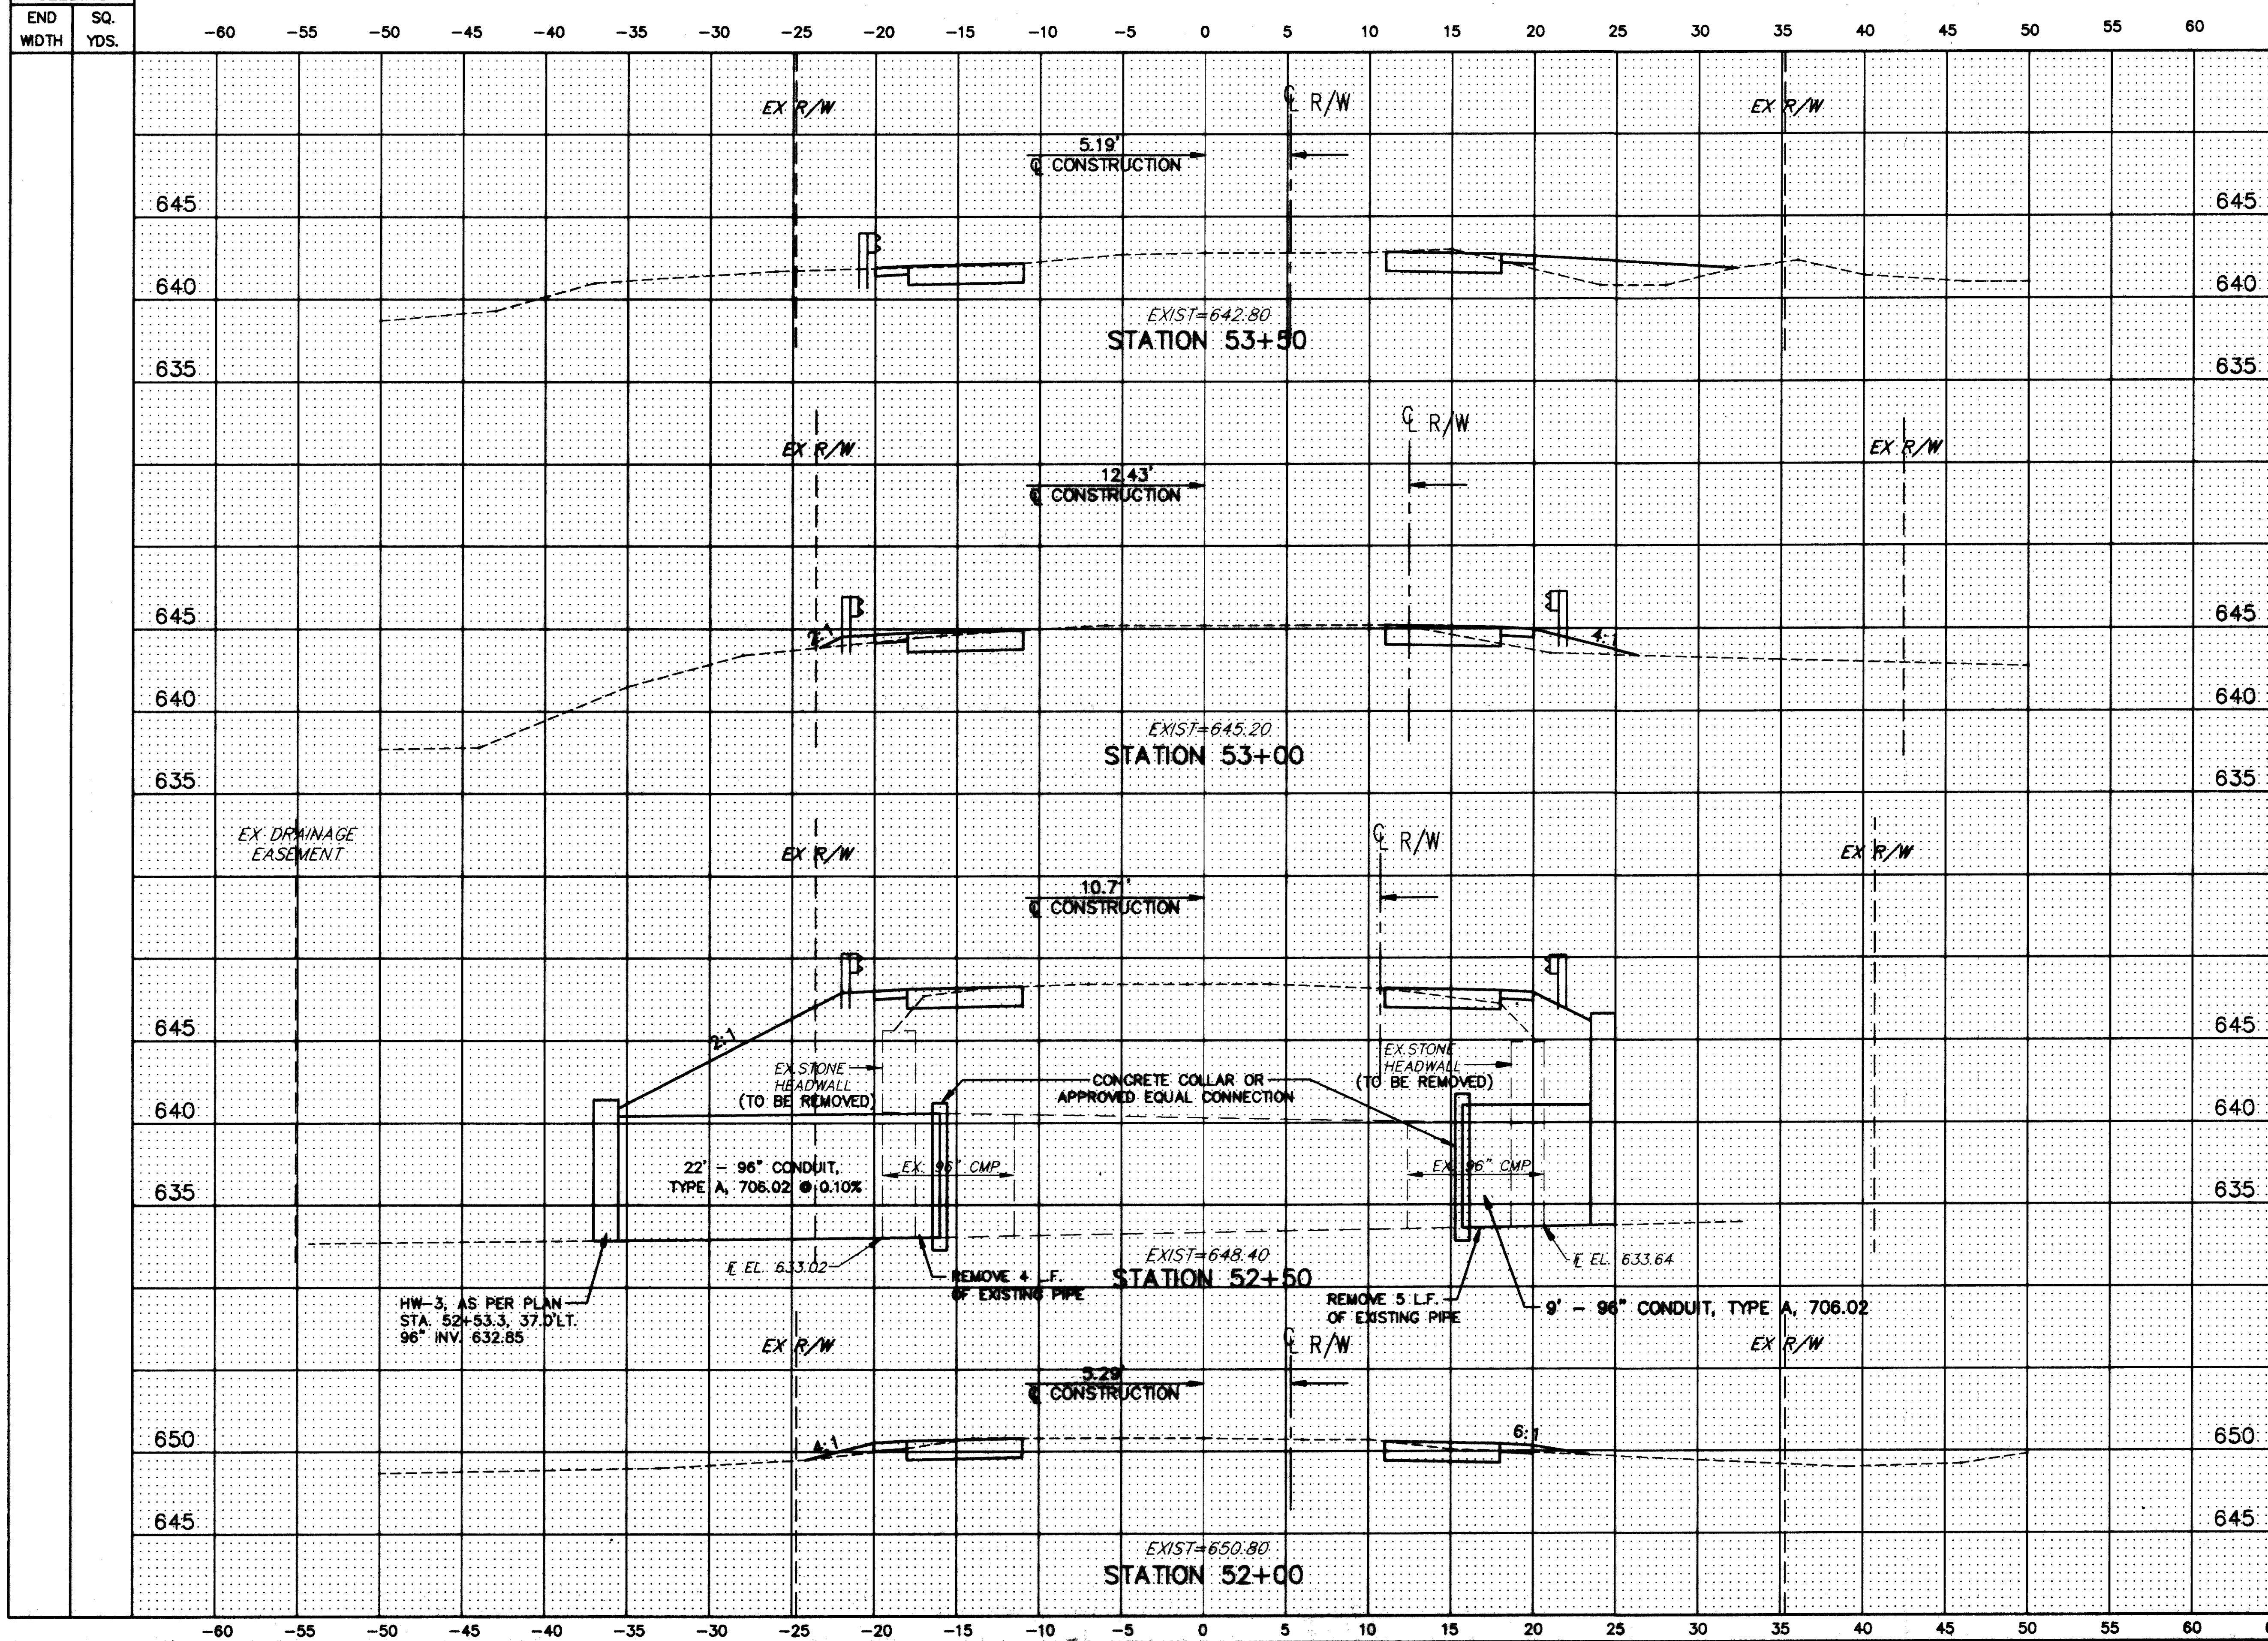 END
WIDTH
SQ.
YDS.
-60 -55 -50 -45 -40 -35 -30 -25 -20 -15 -10 -5 0 5 10 15 20 25 30 35 40 45 50 55 60
EX R/W
℄ R/W
EX R/W
5.19'
℄ CONSTRUCTION
645 645
640 640
EXIST=642.80
STATION 53+50
635 635
EX R/W
℄ R/W
EX R/W
12.43'
℄ CONSTRUCTION
645 645
2:1
4:1
640 640
EXIST=645.20
STATION 53+00
635 635
EX DRAINAGE
EASEMENT
EX R/W
℄ R/W
EX R/W
10.71'
℄ CONSTRUCTION
645 645
2:1
EX.STONE
HEADWALL
(TO BE REMOVED)
CONCRETE COLLAR OR
APPROVED EQUAL CONNECTION
EX.STONE
HEADWALL
(TO BE REMOVED)
640 640
22' - 96" CONDUIT,
TYPE A, 706.02 @ 0.10%
EX. 96" CMP
EX. 96" CMP
635 635
℄ EL. 633.02
EXIST=648.40
STATION 52+50
℄ EL. 633.64
REMOVE 4 L.F.
OF EXISTING PIPE
HW-3, AS PER PLAN
STA. 52+53.3, 37.0'LT.
96" INV. 632.85
REMOVE 5 L.F.
OF EXISTING PIPE
9' - 96" CONDUIT, TYPE A, 706.02
EX R/W
℄ R/W
EX R/W
5.29'
℄ CONSTRUCTION
650 650
4:1
6:1
645 645
EXIST=650.80
STATION 52+00
-60 -55 -50 -45 -40 -35 -30 -25 -20 -15 -10 -5 0 5 10 15 20 25 30 35 40 45 50 55 60